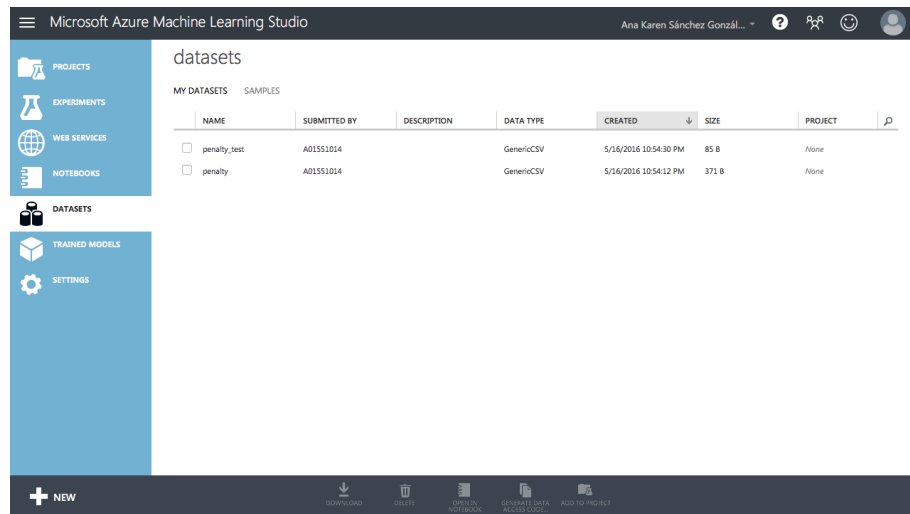 Microsoft Azure Machine Learning Studio
Ana Karen Sánchez Gonzál...
?
PROJECTS
EXPERIMENTS
WEB SERVICES
NOTEBOOKS
DATASETS
TRAINED MODELS
SETTINGS
datasets
MY DATASETS SAMPLES
NAME SUBMITTED BY DESCRIPTION DATA TYPE CREATED SIZE PROJECT
penalty_test A01551014 GenericCSV 5/16/2016 10:54:30 PM 85 B None
penalty A01551014 GenericCSV 5/16/2016 10:54:12 PM 371 B None
NEW
DOWNLOAD
DELETE
OPEN IN
NOTEBOOK
GENERATE DATA
ACCESS CODE...
ADD TO PROJECT